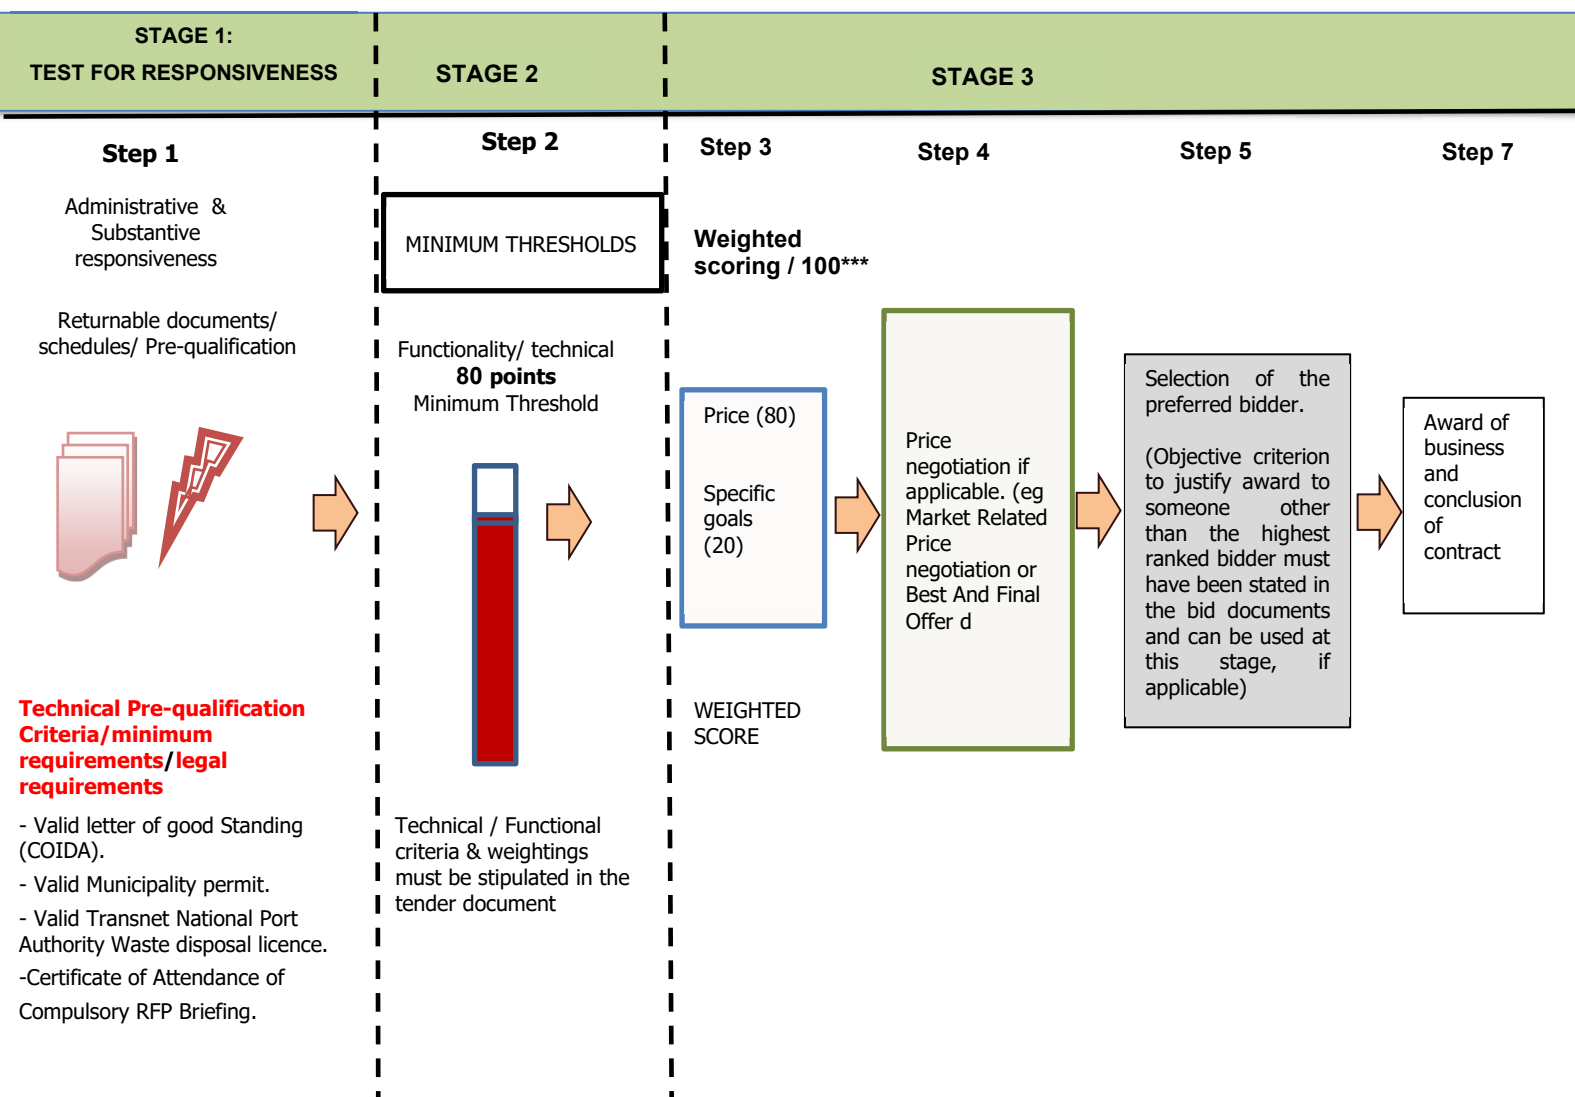 STAGE 1:
TEST FOR RESPONSIVENESS
STAGE 2
STAGE 3
Step 1
Administrative &
Substantive
responsiveness
Returnable documents/
schedules/ Pre-qualification
Technical Pre-qualification
Criteria/minimum
requirements/legal
requirements
- Valid letter of good Standing
(COIDA).
- Valid Municipality permit.
- Valid Transnet National Port
Authority Waste disposal licence.
-Certificate of Attendance of
Compulsory RFP Briefing.
Step 2
MINIMUM THRESHOLDS
Functionality/ technical
80 points
Minimum Threshold
Technical / Functional
criteria & weightings
must be stipulated in the
tender document
Step 3
Weighted
scoring / 100***
Price (80)
Specific
goals
(20)
WEIGHTED
SCORE
Step 4
Price
negotiation if
applicable. (eg
Market Related
Price
negotiation or
Best And Final
Offer d
Step 5
Selection of the
preferred bidder.
(Objective criterion
to justify award to
someone other
than the highest
ranked bidder must
have been stated in
the bid documents
and can be used at
this stage, if
applicable)
Step 7
Award of
business
and
conclusion
of
contract